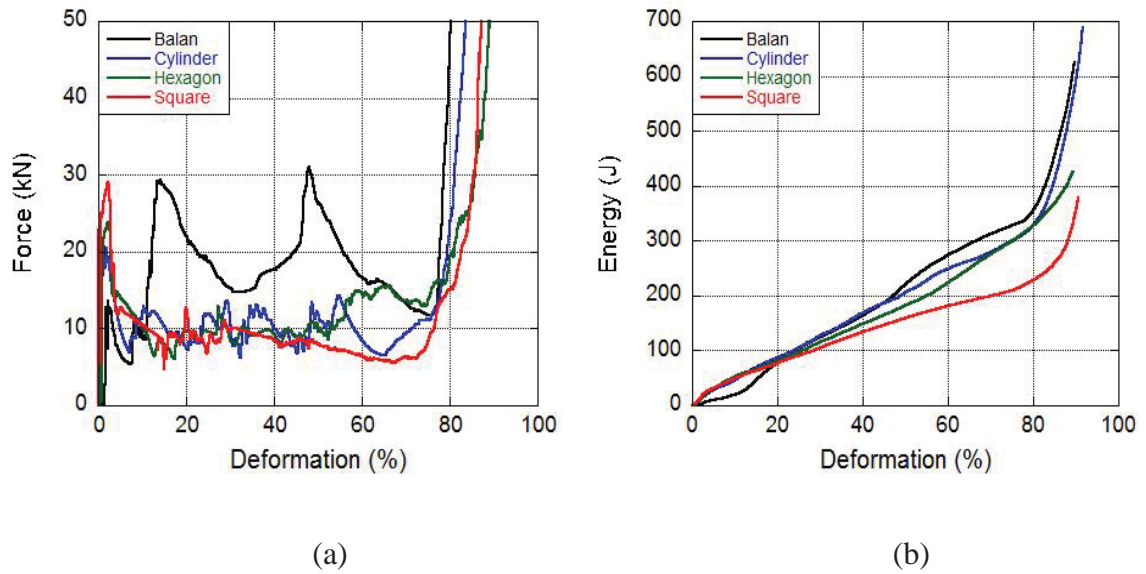 50
40
30
20
10
0
Force (kN)
Balan
Cylinder
Hexagon
Square
0 20 40 60 80 100
Deformation (%)
(a)
700
600
500
400
300
200
100
0
Energy (J)
Balan
Cylinder
Hexagon
Square
0 20 40 60 80 100
Deformation (%)
(b)